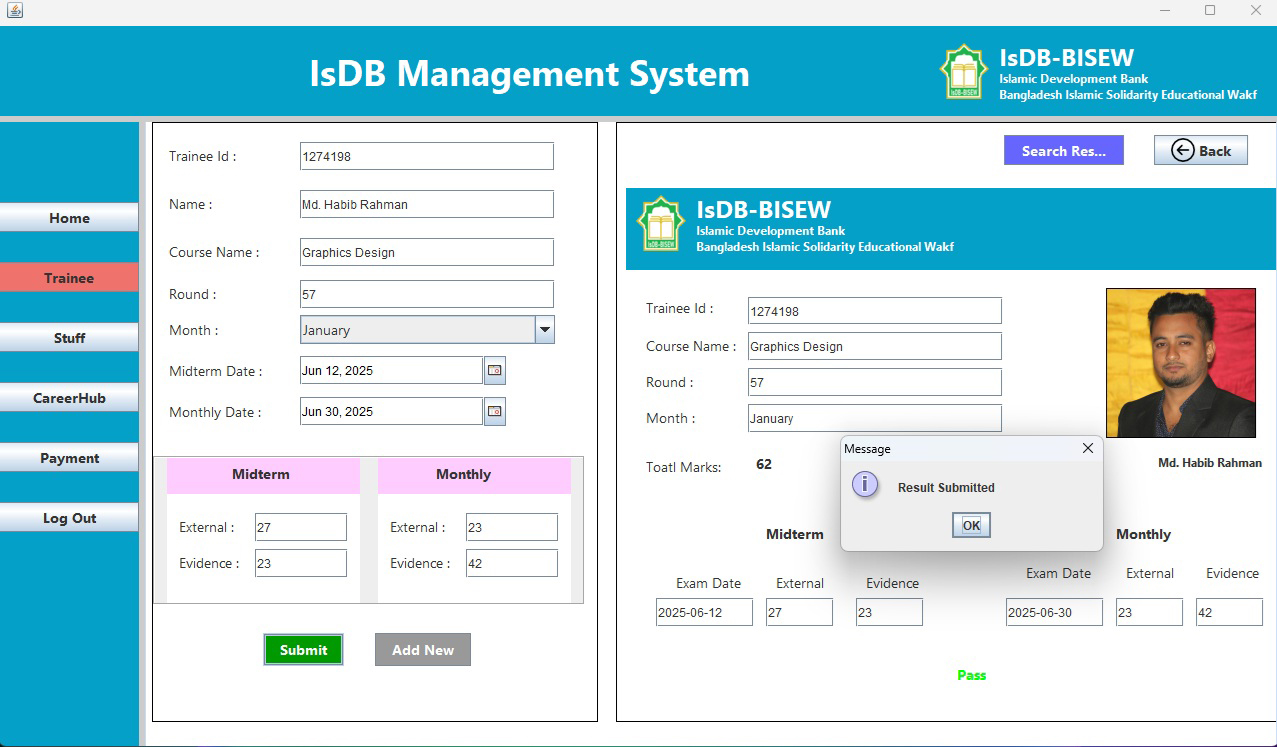 IsDB Management System
IsDB-BISEW
Islamic Development Bank
Bangladesh Islamic Solidarity Educational Wakf
IsDB-BISEW
Home
Trainee
Stuff
CareerHub
Payment
Log Out
Trainee Id : 1274198
Name : Md. Habib Rahman
Course Name : Graphics Design
Round : 57
Month : January
Midterm Date : Jun 12, 2025
Monthly Date : Jun 30, 2025
Midterm Monthly
External : 27 External : 23
Evidence : 23 Evidence : 42
Submit Add New
Search Res... Back
IsDB-BISEW
Islamic Development Bank
Bangladesh Islamic Solidarity Educational Wakf
IsDB-BISEW
Trainee Id : 1274198
Course Name : Graphics Design
Round : 57
Month : January
Toatl Marks: 62
Md. Habib Rahman
Message
Result Submitted
OK
Midterm Monthly
Exam Date External Evidence Exam Date External Evidence
2025-06-12 27 23 2025-06-30 23 42
Pass